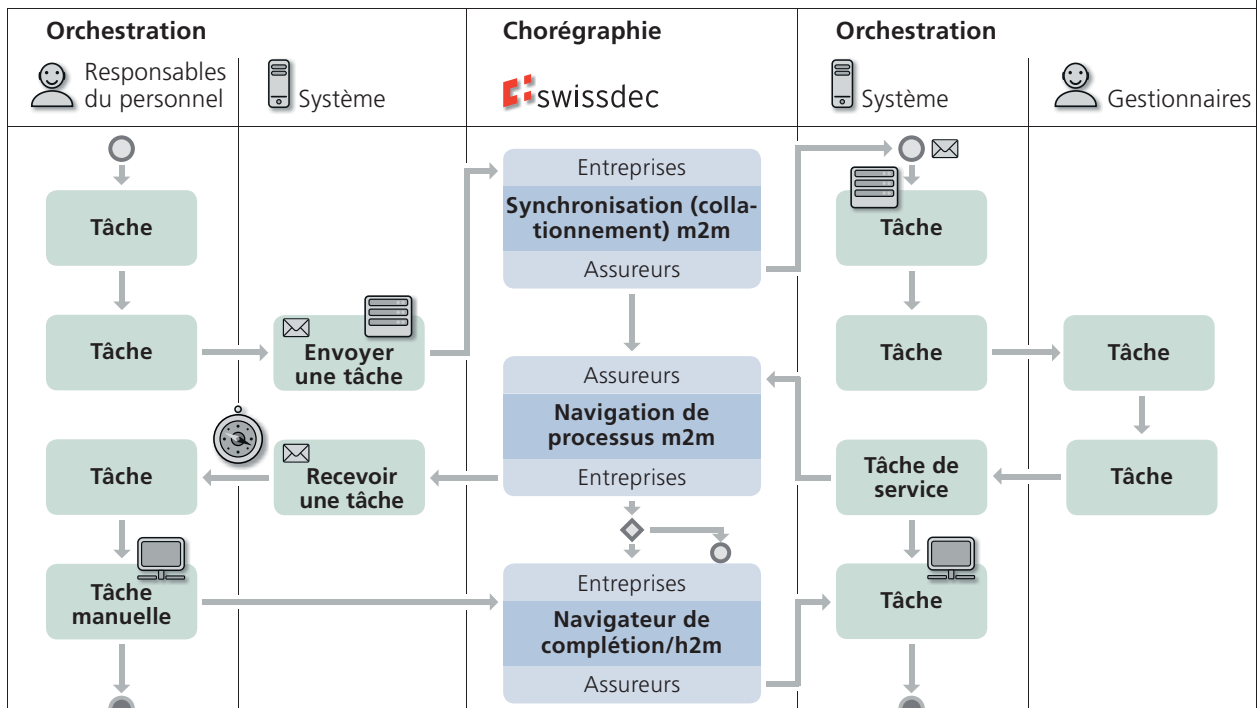 Orchestration
Chorégraphie
Orchestration
Responsables
du personnel
Système
swissdec
Système
Gestionnaires
Entreprises
Synchronisation (colla-
tionnement) m2m
Assureurs
Tâche
Tâche
Tâche
Envoyer
une tâche
Assureurs
Navigation de
processus m2m
Entreprises
Tâche
Tâche
Tâche
Recevoir
une tâche
Tâche de
service
Tâche
Tâche
manuelle
Entreprises
Navigateur de
complétion/h2m
Assureurs
Tâche